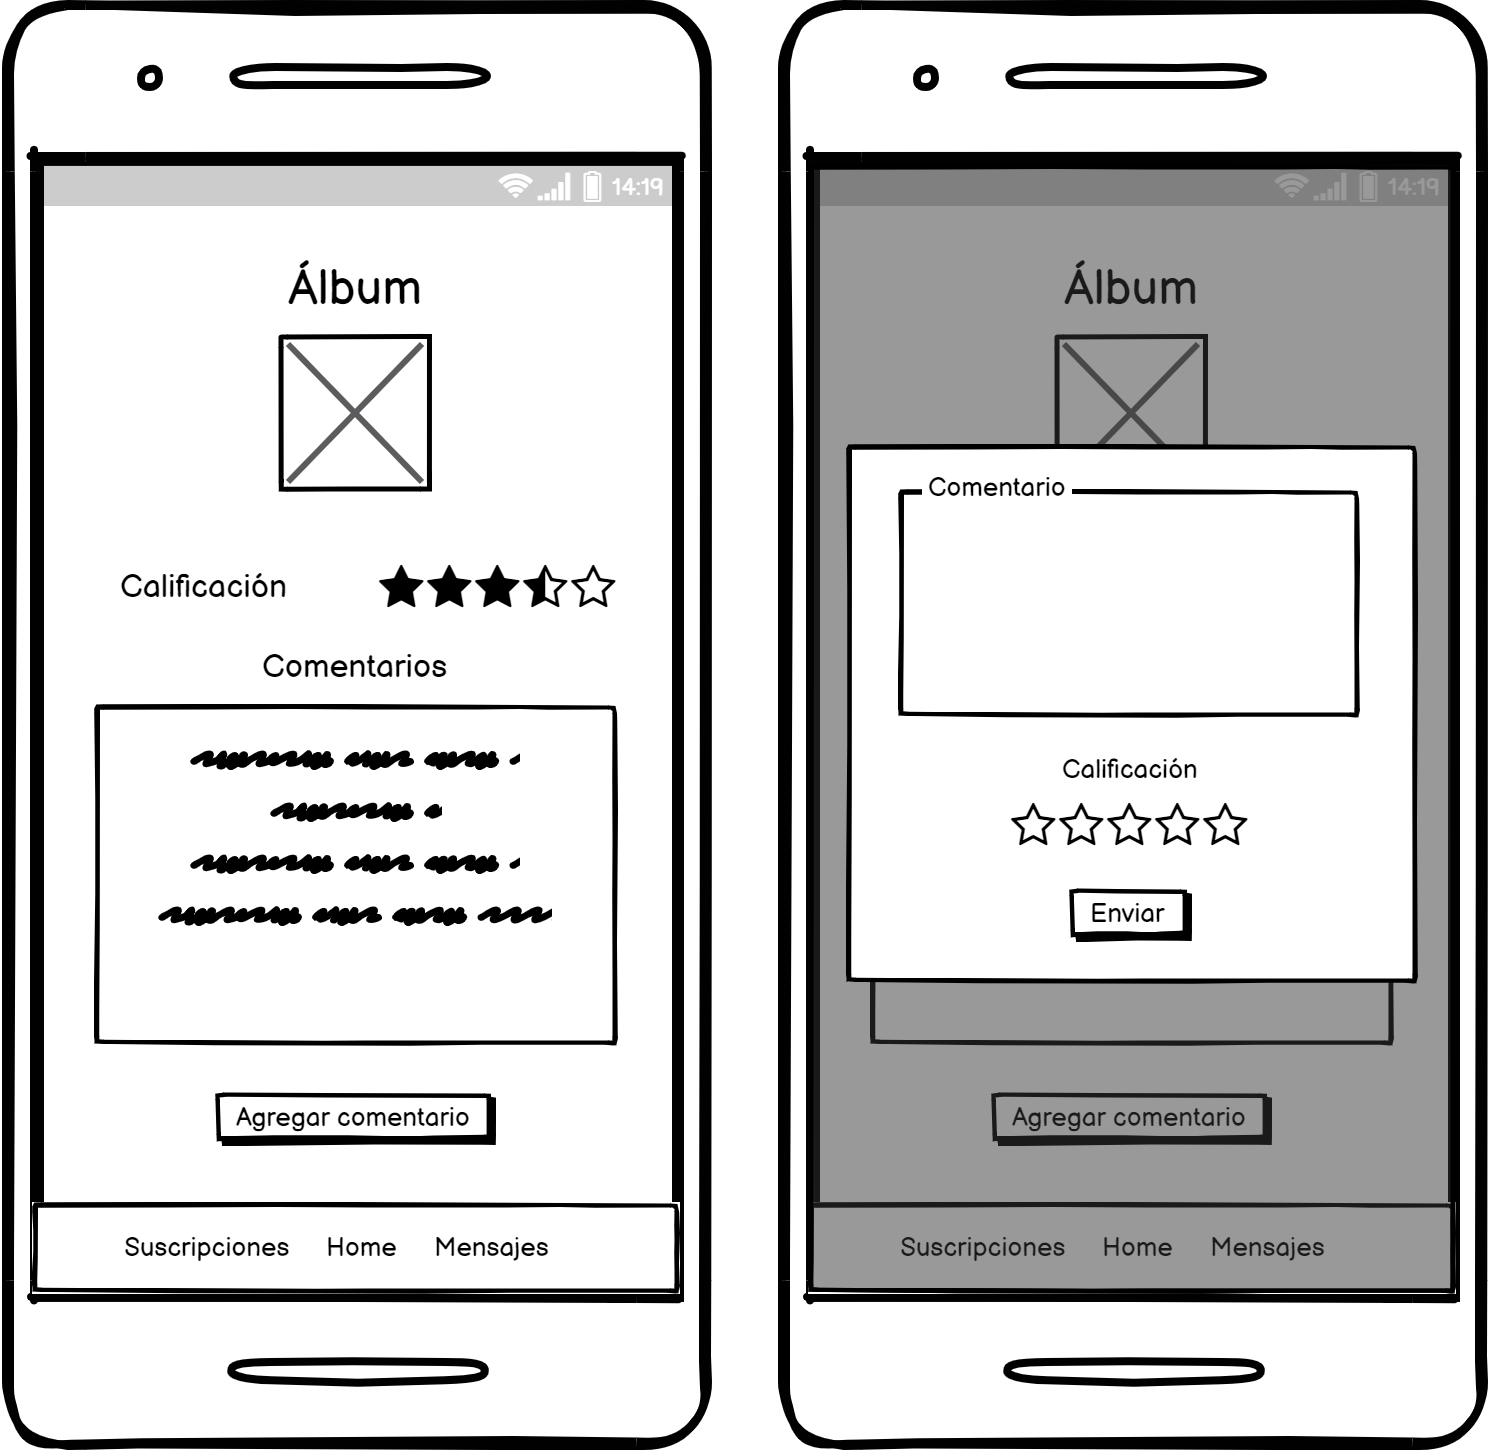 14:19
Álbum
Calificación
Comentarios
Agregar comentario
Suscripciones Home Mensajes
14:19
Álbum
Comentario
Calificación
Enviar
Agregar comentario
Suscripciones Home Mensajes